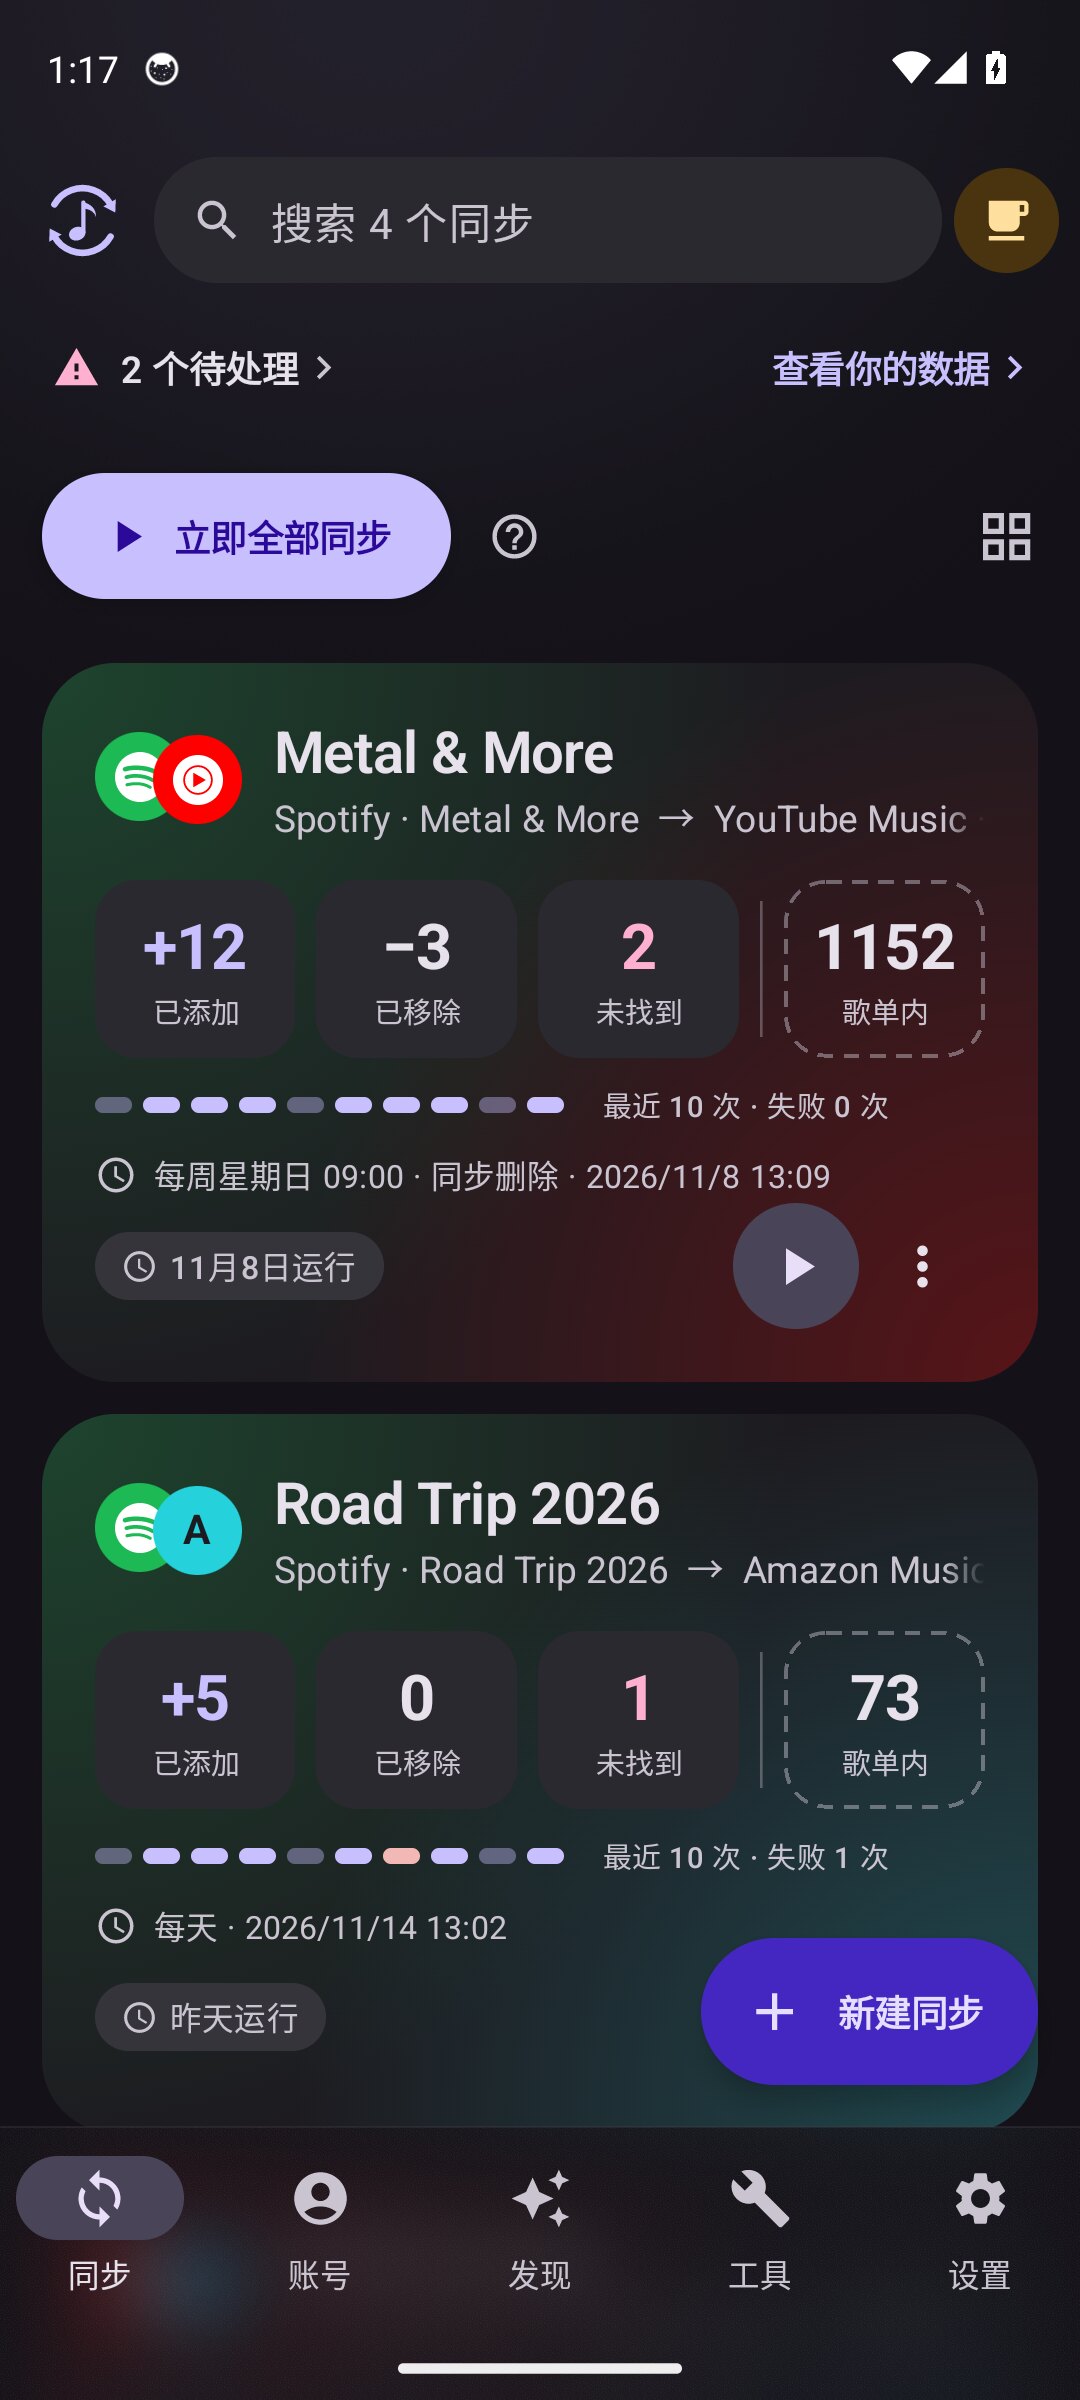 1:17
搜索 4 个同步
2 个待处理
查看你的数据
立即全部同步
Metal & More
Spotify · Metal & More → YouTube Music
+12
已添加
−3
已移除
2
未找到
1152
歌单内
最近 10 次 · 失败 0 次
每周星期日 09:00 · 同步删除 · 2026/11/8 13:09
11月8日运行
A
Road Trip 2026
Spotify · Road Trip 2026 → Amazon Music
+5
已添加
0
已移除
1
未找到
73
歌单内
最近 10 次 · 失败 1 次
每天 · 2026/11/14 13:02
昨天运行
新建同步
同步
账号
发现
工具
设置